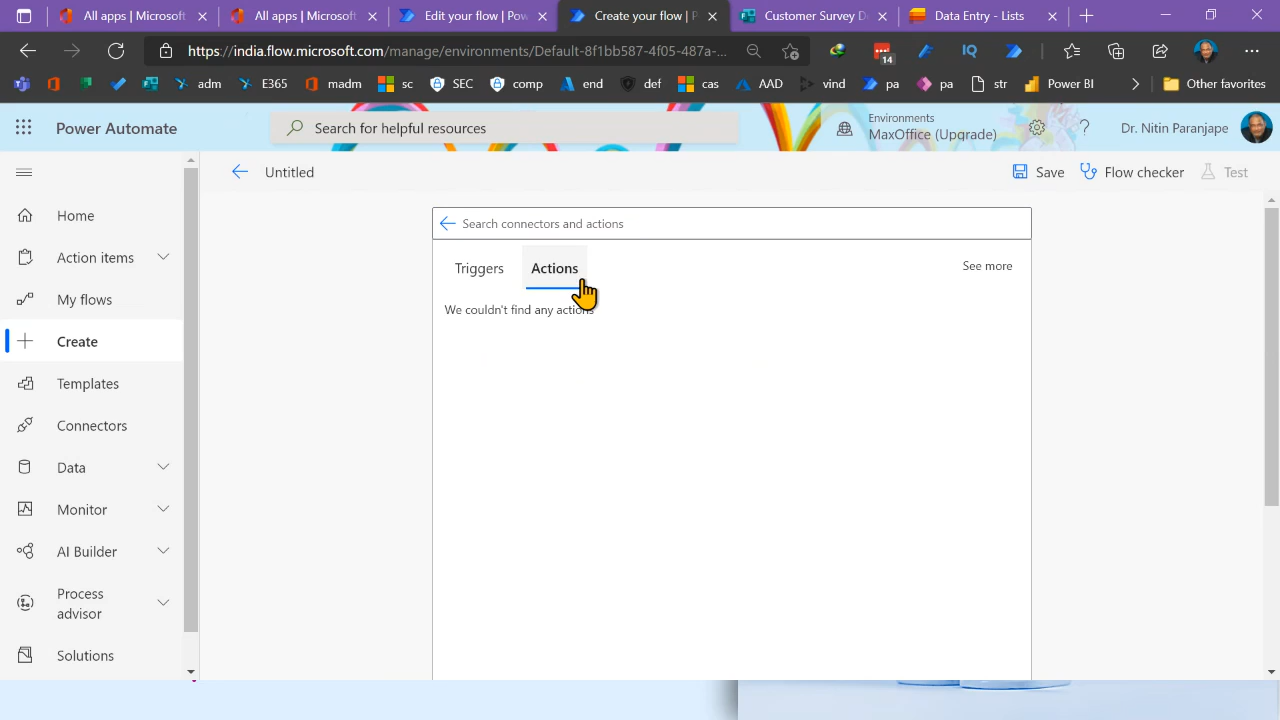 All apps | Microsoft
All apps | Microsoft
Edit your flow | Pow
Create your flow | P
Customer Survey D
Data Entry - Lists
https://india.flow.microsoft.com/manage/environments/Default-8f1bb587-4f05-487a-...
14
IQ
adm
E365
madm
sc
SEC
comp
end
def
cas
AAD
vind
pa
pa
str
Power BI
Other favorites
Power Automate
Search for helpful resources
Environments
MaxOffice (Upgrade)
Dr. Nitin Paranjape
Untitled
Save
Flow checker
Test
Home
Action items
My flows
Create
Templates
Connectors
Data
Monitor
AI Builder
Process
advisor
Solutions
Search connectors and actions
Triggers
Actions
See more
We couldn't find any actions